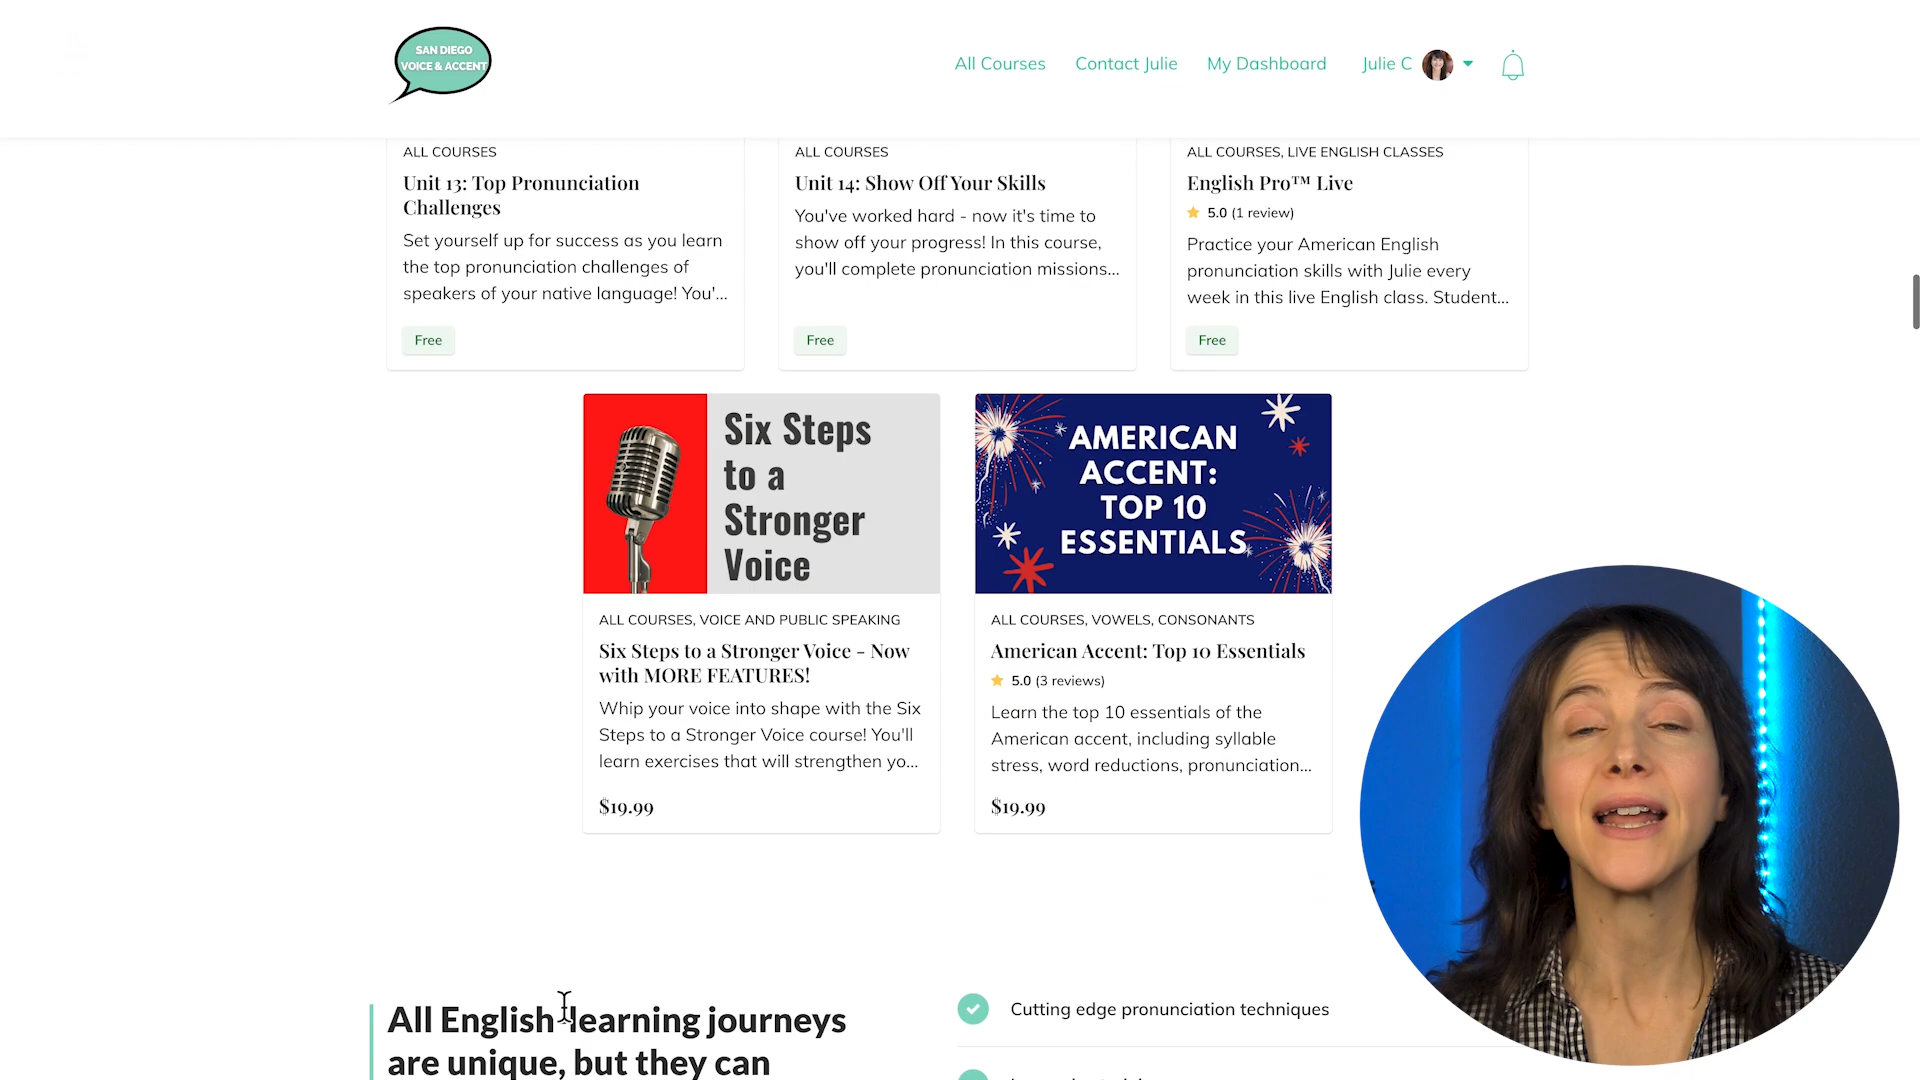 SAN DIEGO
VOICE & ACCENT
All Courses
Contact Julie
My Dashboard
Julie C
ALL COURSES
Unit 13: Top Pronunciation
Challenges
Set yourself up for success as you learn
the top pronunciation challenges of
speakers of your native language! You'...
Free
ALL COURSES
Unit 14: Show Off Your Skills
You've worked hard - now it's time to
show off your progress! In this course,
you'll complete pronunciation missions...
Free
ALL COURSES, LIVE ENGLISH CLASSES
English Pro™ Live
5.0 (1 review)
Practice your American English
pronunciation skills with Julie every
week in this live English class. Student...
Free
Six Steps
to a
Stronger
Voice
ALL COURSES, VOICE AND PUBLIC SPEAKING
Six Steps to a Stronger Voice - Now
with MORE FEATURES!
Whip your voice into shape with the Six
Steps to a Stronger Voice course! You'll
learn exercises that will strengthen yo...
$19.99
AMERICAN
ACCENT:
TOP 10
ESSENTIALS
ALL COURSES, VOWELS, CONSONANTS
American Accent: Top 10 Essentials
5.0 (3 reviews)
Learn the top 10 essentials of the
American accent, including syllable
stress, word reductions, pronunciation...
$19.99
All English learning journeys
are unique, but they can
Cutting edge pronunciation techniques